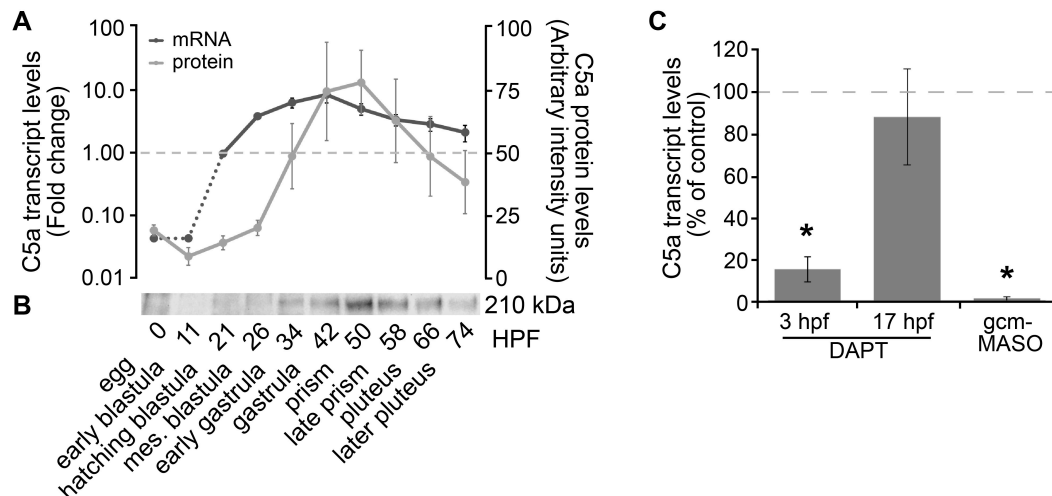 A
C5a transcript levels
(Fold change)
100
10.0
1.00
0.10
0.01
mRNA
protein
100
75
50
25
0
C5a protein levels
(Arbitrary intensity units)
B
210 kDa
0 11 21 26 34 42 50 58 66 74 HPF
egg
early blastula
hatching blastula
mes. blastula
early gastrula
gastrula
prism
late prism
pluteus
later pluteus
C
C5a transcript levels
(% of control)
120
100
80
60
40
20
0
*
*
3 hpf 17 hpf gcm-
MASO
DAPT